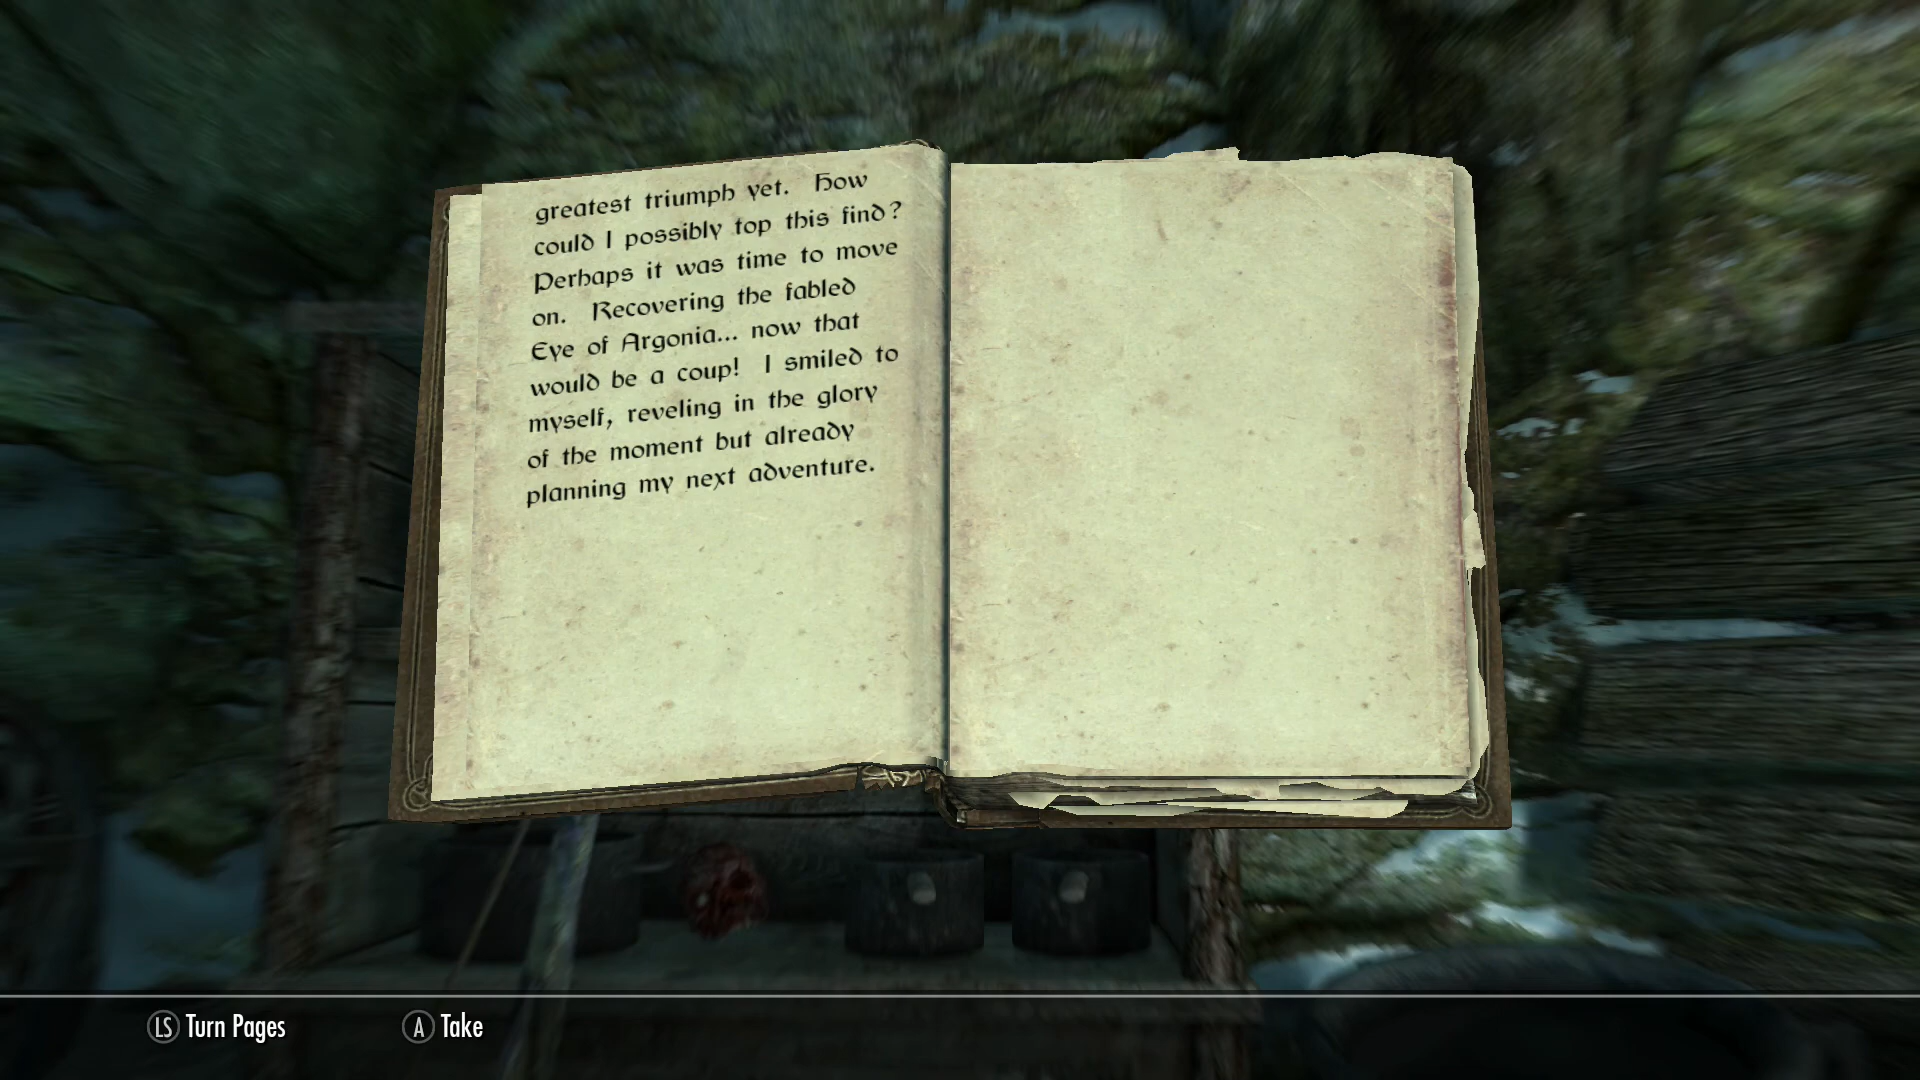 greatest triumph yet. How
could I possibly top this find?
Perhaps it was time to move
on. Recovering the fabled
Eye of Argonia... now that
would be a coup! I smiled to
myself, reveling in the glory
of the moment but already
planning my next adventure.
LS Turn Pages
A Take